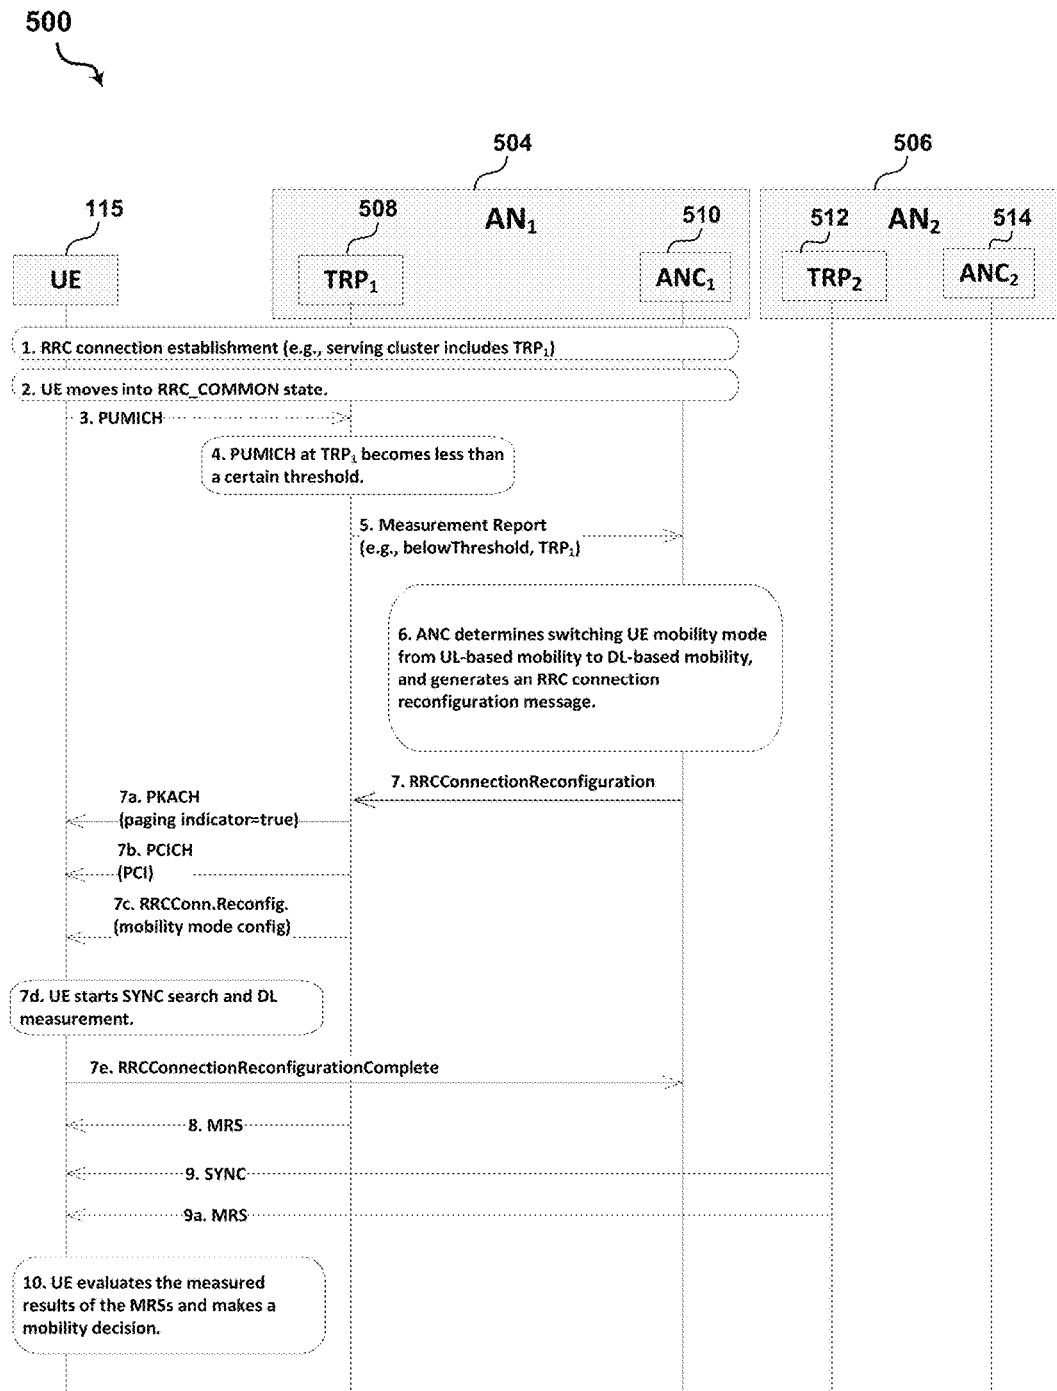 500
504
506
115
508
510
512
514
AN₁
AN₂
UE
TRP₁
ANC₁
TRP₂
ANC₂
1. RRC connection establishment (e.g., serving cluster includes TRP₁)
2. UE moves into RRC_COMMON state.
3. PUMICH
4. PUMICH at TRP₁ becomes less than
a certain threshold.
5. Measurement Report
(e.g., belowThreshold, TRP₁)
6. ANC determines switching UE mobility mode
from UL-based mobility to DL-based mobility,
and generates an RRC connection
reconfiguration message.
7. RRCConnectionReconfiguration
7a. PKACH
(paging indicator=true)
7b. PCICH
(PCI)
7c. RRCConn.Reconfig.
(mobility mode config)
7d. UE starts SYNC search and DL
measurement.
7e. RRCConnectionReconfigurationComplete
8. MRS
9. SYNC
9a. MRS
10. UE evaluates the measured
results of the MRSs and makes a
mobility decision.